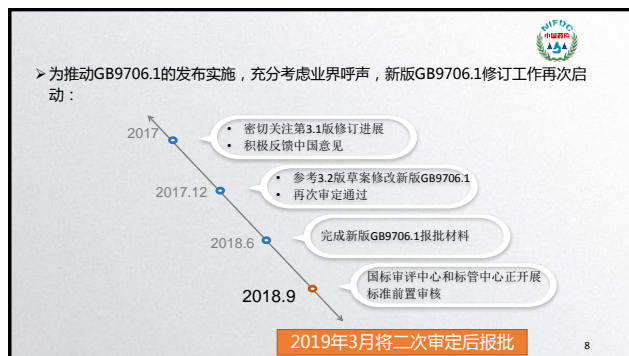 NIFDC
中国药检
➢为推动GB9706.1的发布实施，充分考虑业界呼声，新版GB9706.1修订工作再次启
动：
2017
• 密切关注第3.1版修订进展
• 积极反馈中国意见
2017.12
• 参考3.2版草案修改新版GB9706.1
• 再次审定通过
2018.6
完成新版GB9706.1报批材料
2018.9
国标审评中心和标管中心正开展
标准前置审核
2019年3月将二次审定后报批
8